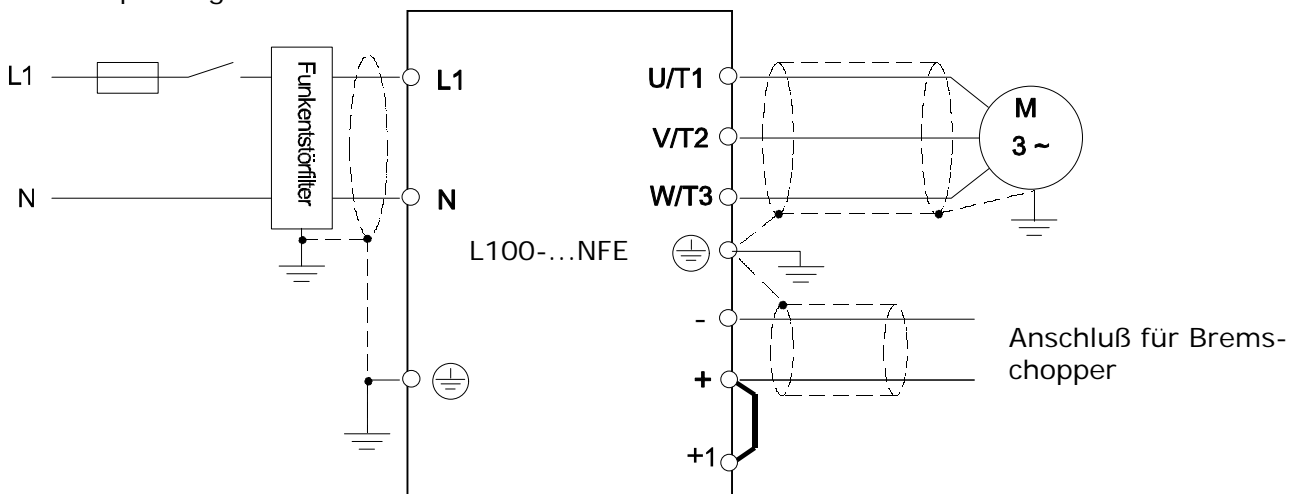 L1
Funkentstörfilter
L1
U/T1
M
3 ~
V/T2
N
N
W/T3
L100-...NFE
-
Anschluß für Brems-
chopper
+
+1